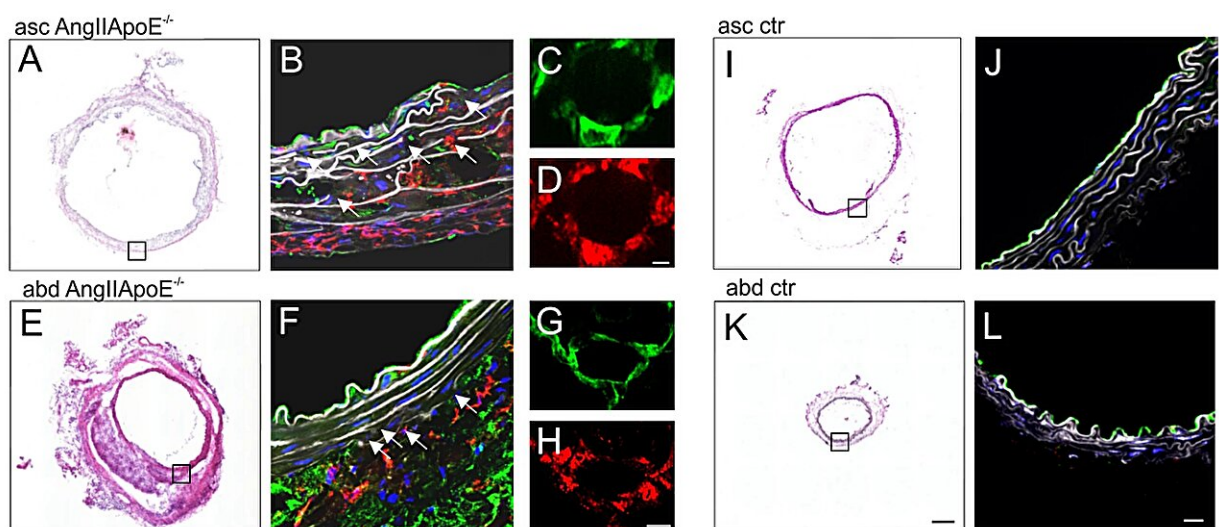 asc AngIIApoE-/-
asc ctr
A
B
C
D
I
J
abd AngIIApoE-/-
abd ctr
E
F
G
H
K
L